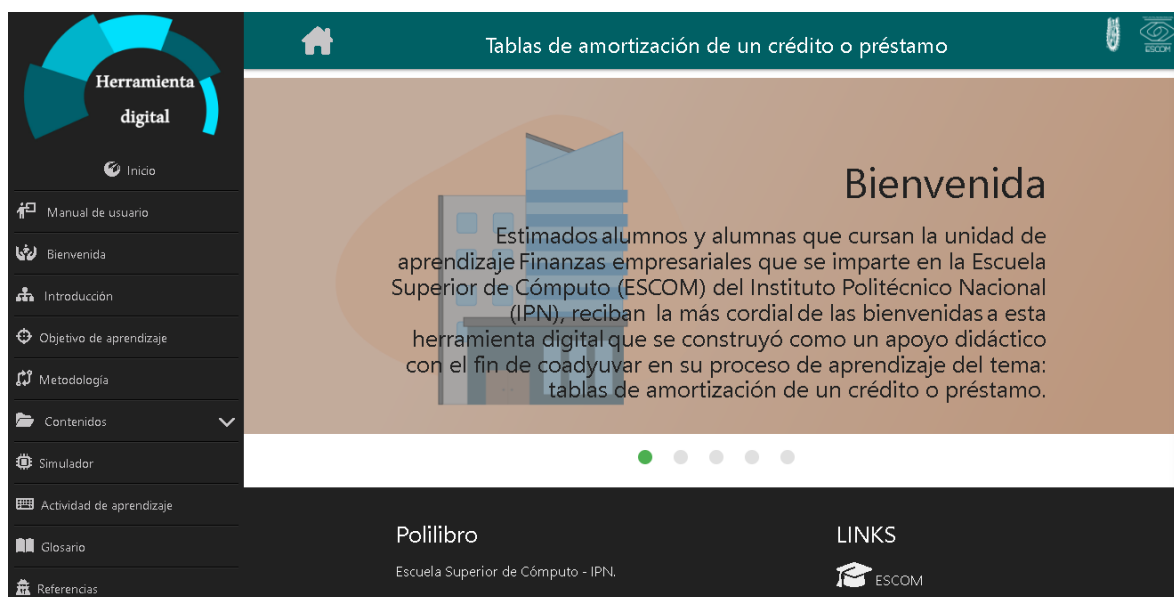 Herramienta
digital
Inicio
Manual de usuario
Bienvenida
Introducción
Objetivo de aprendizaje
Metodología
Contenidos
Simulador
Actividad de aprendizaje
Glosario
Referencias
Tablas de amortización de un crédito o préstamo
ESCOM
Bienvenida
Estimados alumnos y alumnas que cursan la unidad de
aprendizaje Finanzas empresariales que se imparte en la Escuela
Superior de Cómputo (ESCOM) del Instituto Politécnico Nacional
(IPN), reciban la más cordial de las bienvenidas a esta
herramienta digital que se construyó como un apoyo didáctico
con el fin de coadyuvar en su proceso de aprendizaje del tema:
tablas de amortización de un crédito o préstamo.
Polilibro
Escuela Superior de Cómputo - IPN.
LINKS
ESCOM